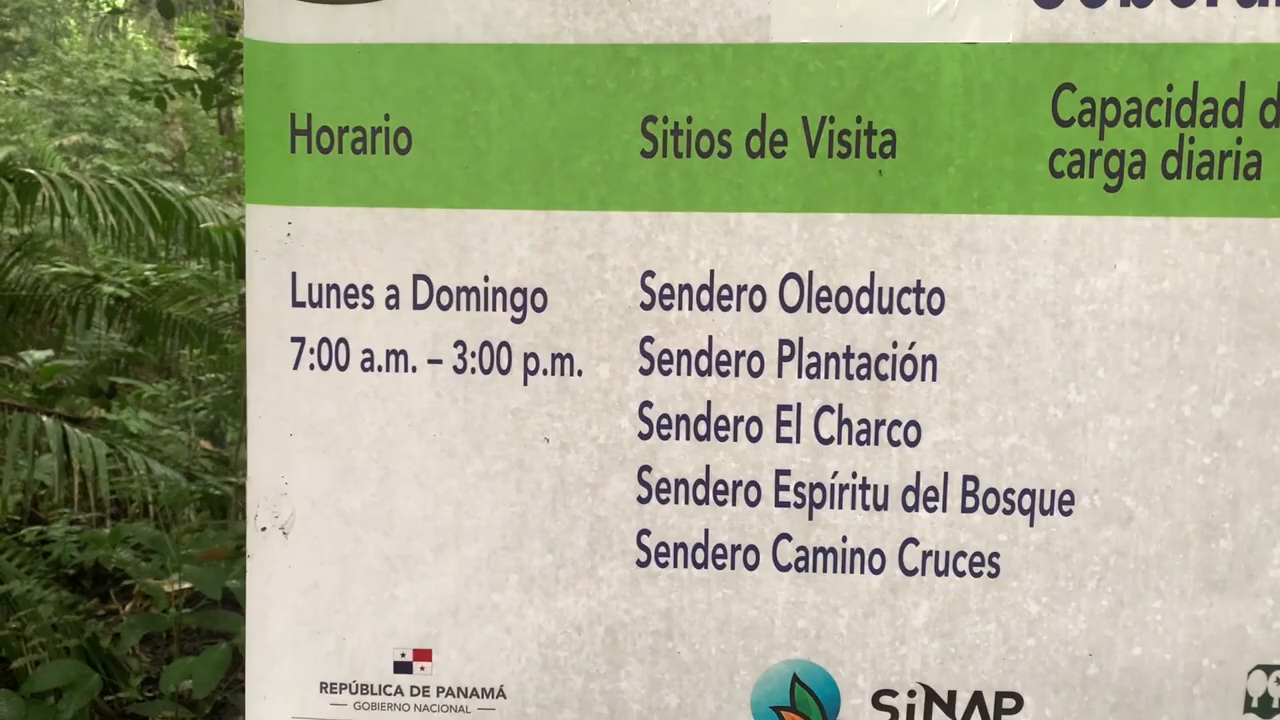 Horario
Sitios de Visita
Capacidad
carga diaria
Lunes a Domingo
7:00 a.m. – 3:00 p.m.
Sendero Oleoducto
Sendero Plantación
Sendero El Charco
Sendero Espíritu del Bosque
Sendero Camino Cruces
REPÚBLICA DE PANAMÁ
— GOBIERNO NACIONAL —
SiNAP